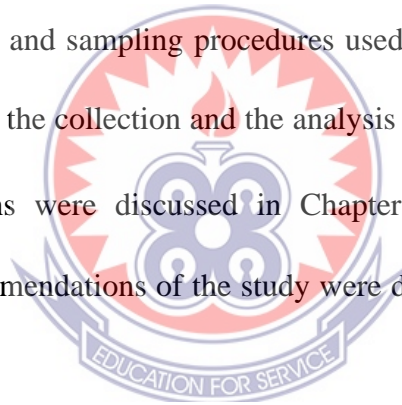 and sampling procedures used
the collection and the analysis
s were discussed in Chapter
mendations of the study were d
EDUCATION FOR SERVICE